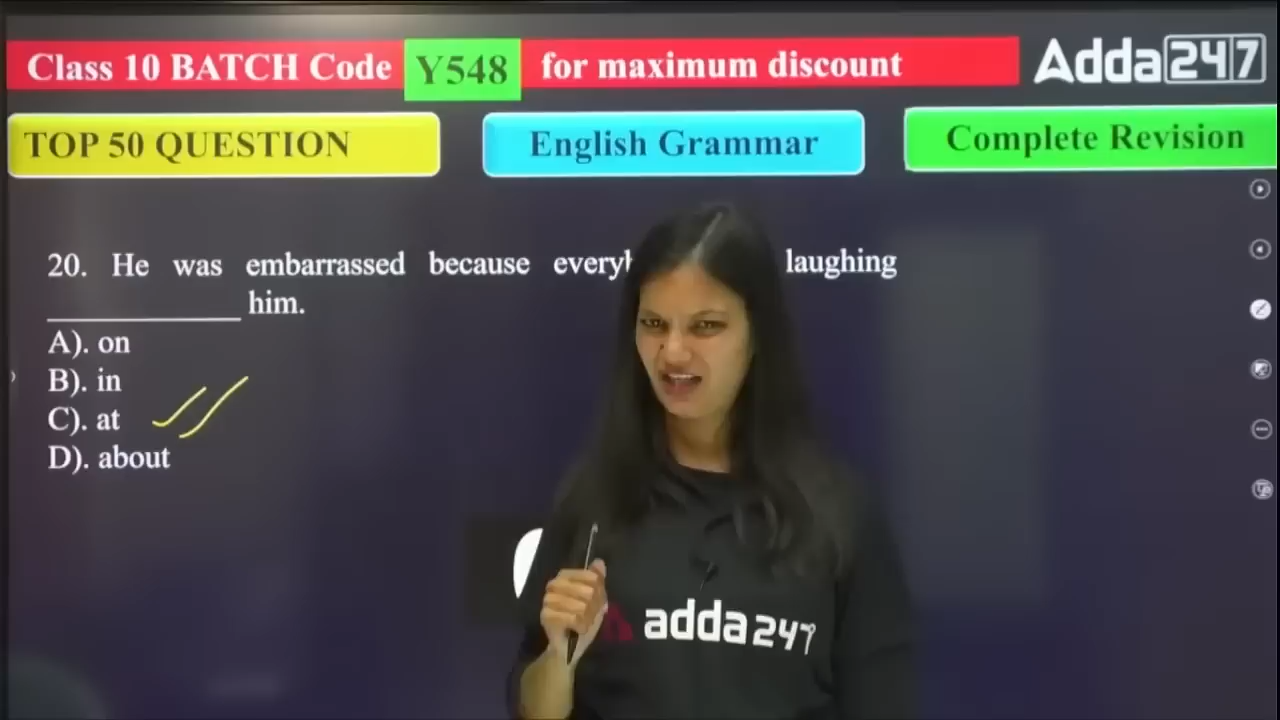 Class 10 BATCH Code Y548 for maximum discount Adda247
TOP 50 QUESTION English Grammar Complete Revision
20. He was embarrassed because laughing
____________ him.
A). on
B). in
C). at
D). about
adda247